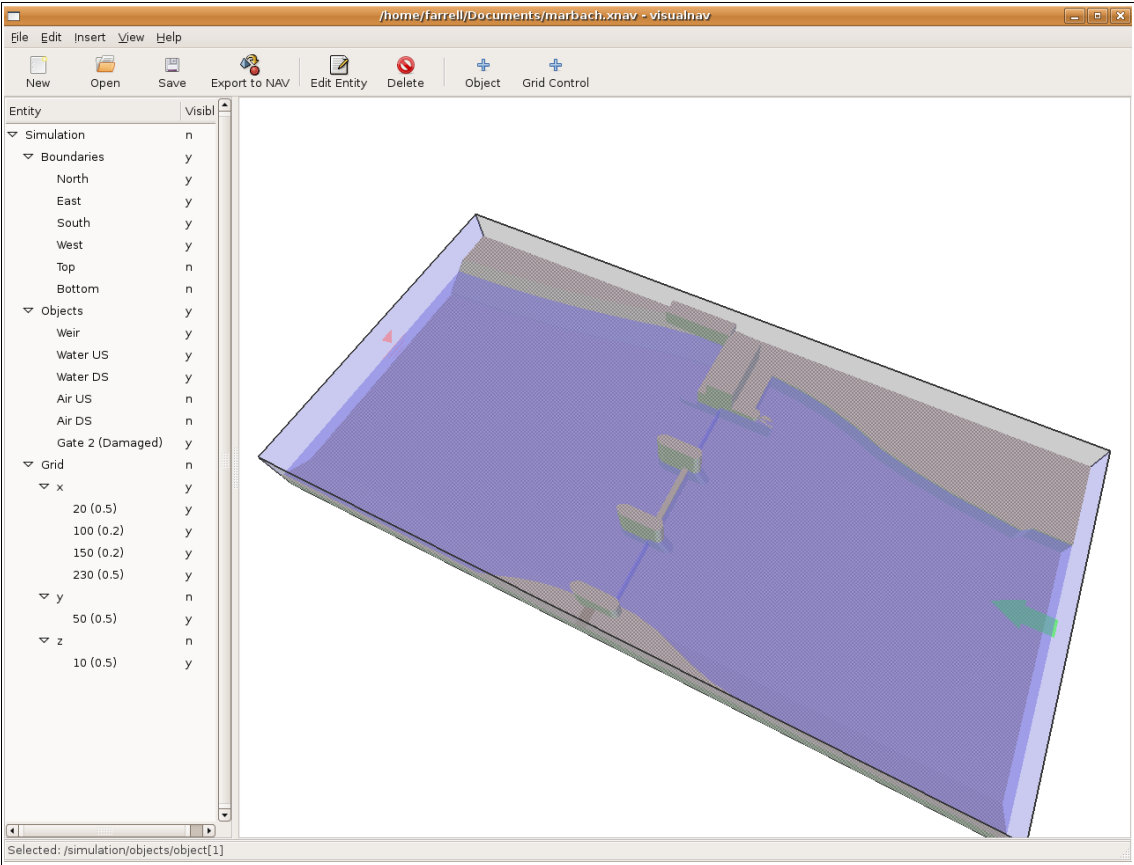 /home/farrell/Documents/marbach.xnav - visualnav
File Edit Insert View Help
New Open Save Export to NAV Edit Entity Delete Object Grid Control
Entity Visibl
Simulation n
Boundaries y
North y
East y
South y
West y
Top n
Bottom n
Objects y
Weir y
Water US y
Water DS y
Air US n
Air DS n
Gate 2 (Damaged) y
Grid n
x y
20 (0.5) y
100 (0.2) y
150 (0.2) y
230 (0.5) y
y n
50 (0.5) y
z n
10 (0.5) y
Selected: /simulation/objects/object[1]